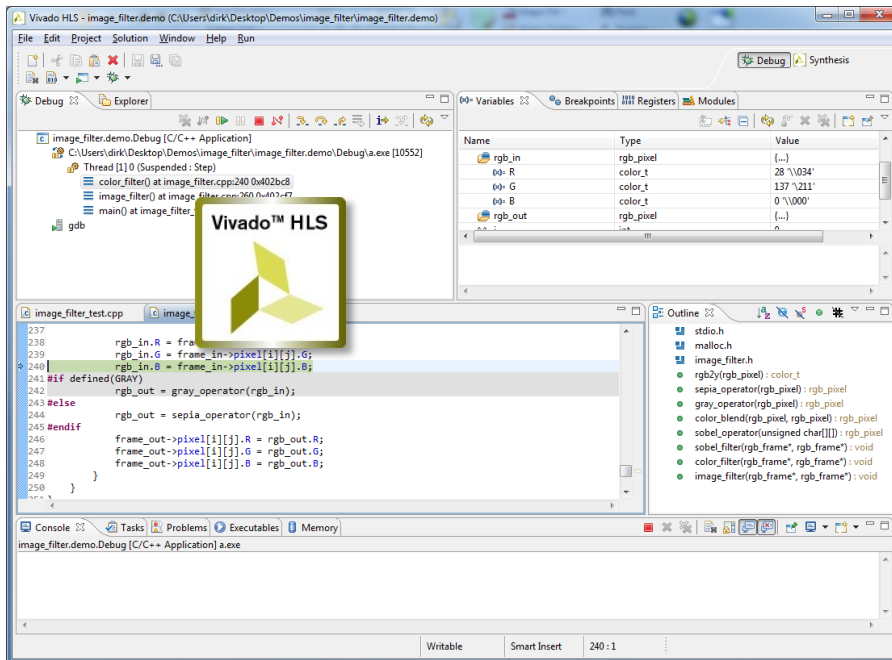 Vivado HLS - image_filter.demo (C:\Users\dirk\Desktop\Demos\image_filter\image_filter.demo)
File Edit Project Solution Window Help Run
Debug Synthesis
Debug Explorer
image_filter.demo.Debug [C/C++ Application]
C:\Users\dirk\Desktop\Demos\image_filter\image_filter.demo\Debug\a.exe [10552]
Thread [1] 0 (Suspended : Step)
color_filter() at image_filter.cpp:240 0x402bc8
image_filter() at image_filter.cpp:260 0x402cf7
main() at image_filter_
gdb
Vivado™ HLS
(x)= Variables Breakpoints Registers Modules
Name Type Value
rgb_in rgb_pixel {...}
(x)= R color_t 28 '\\034'
(x)= G color_t 137 '\211'
(x)= B color_t 0 '\\000'
rgb_out rgb_pixel {...}
image_filter_test.cpp image_
237
238 rgb_in.R = fra
239 rgb_in.G = frame_in->pixel[i][j].G;
240 rgb_in.B = frame_in->pixel[i][j].B;
241 #if defined(GRAY)
242 rgb_out = gray_operator(rgb_in);
243 #else
244 rgb_out = sepia_operator(rgb_in);
245 #endif
246 frame_out->pixel[i][j].R = rgb_out.R;
247 frame_out->pixel[i][j].G = rgb_out.G;
248 frame_out->pixel[i][j].B = rgb_out.B;
249 }
250 }
Outline
stdio.h
malloc.h
image_filter.h
rgb2y(rgb_pixel) : color_t
sepia_operator(rgb_pixel) : rgb_pixel
gray_operator(rgb_pixel) : rgb_pixel
color_blend(rgb_pixel, rgb_pixel) : rgb_pixel
sobel_operator(unsigned char[][]) : rgb_pixel
sobel_filter(rgb_frame*, rgb_frame*) : void
color_filter(rgb_frame*, rgb_frame*) : void
image_filter(rgb_frame*, rgb_frame*) : void
Console Tasks Problems Executables Memory
image_filter.demo.Debug [C/C++ Application] a.exe
Writable Smart Insert 240 : 1